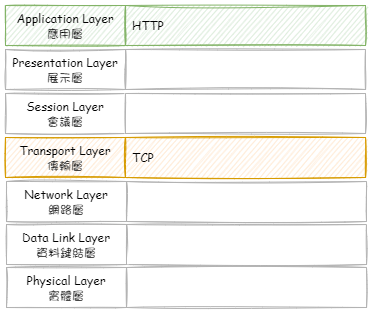 Application Layer
應用層
HTTP
Presentation Layer
展示層
Session Layer
會議層
Transport Layer
傳輸層
TCP
Network Layer
網路層
Data Link Layer
資料鏈結層
Physical Layer
實體層